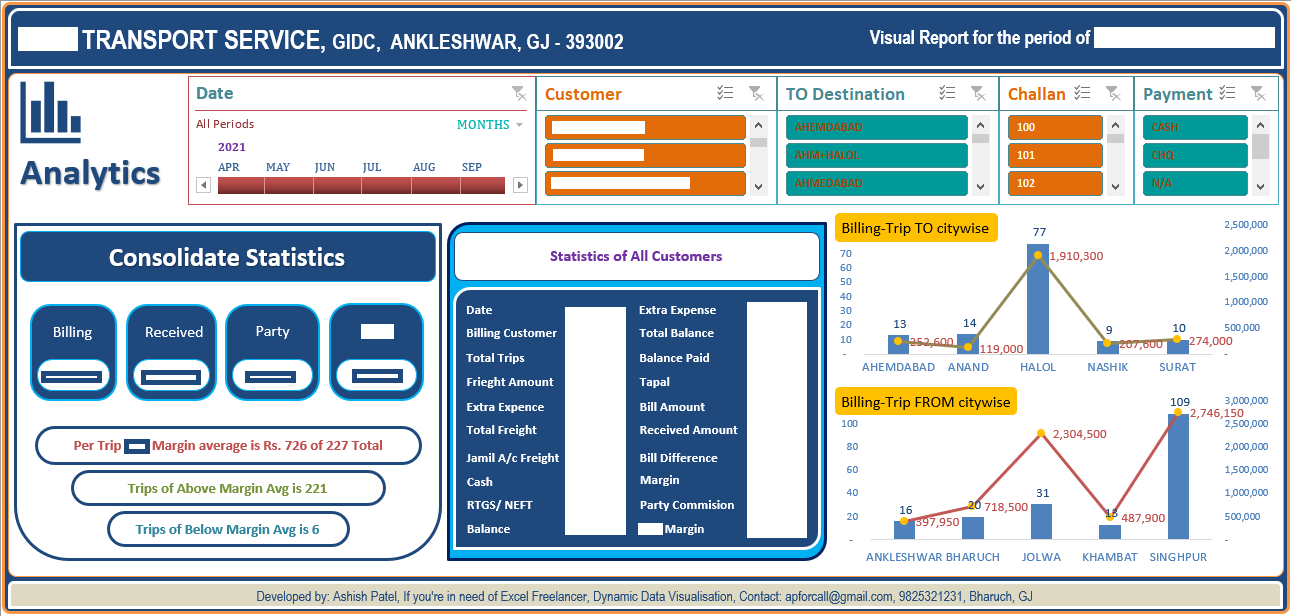 TRANSPORT SERVICE, GIDC, ANKLESHWAR, GJ - 393002
Visual Report for the period of
Analytics
Date
All Periods
MONTHS
2021
APR MAY JUN JUL AUG SEP
Customer
TO Destination
AHEMDABAD
AHM+HALOL
AHMEDABAD
Challan
100
101
102
Payment
CASH
CHQ
N/A
Consolidate Statistics
Billing
Received
Party
Per Trip Margin average is Rs. 726 of 227 Total
Trips of Above Margin Avg is 221
Trips of Below Margin Avg is 6
Statistics of All Customers
Date
Billing Customer
Total Trips
Frieght Amount
Extra Expence
Total Freight
Jamil A/c Freight
Cash
RTGS/ NEFT
Balance
Extra Expense
Total Balance
Balance Paid
Tapal
Bill Amount
Received Amount
Bill Difference
Margin
Party Commision
Margin
Billing-Trip TO citywise
70
60
50
40
30
20
10
-
13
14
77
9
10
252,600
119,000
1,910,300
207,600
274,000
2,500,000
2,000,000
1,500,000
1,000,000
500,000
-
AHEMDABAD ANAND HALOL NASHIK SURAT
Billing-Trip FROM citywise
100
80
60
40
20
-
16
20
31
13
109
397,950
718,500
2,304,500
487,900
2,746,150
3,000,000
2,500,000
2,000,000
1,500,000
1,000,000
500,000
-
ANKLESHWAR BHARUCH JOLWA KHAMBAT SINGHPUR
Developed by: Ashish Patel, If you're in need of Excel Freelancer, Dynamic Data Visualisation, Contact: apforcall@gmail.com, 9825321231, Bharuch, GJ